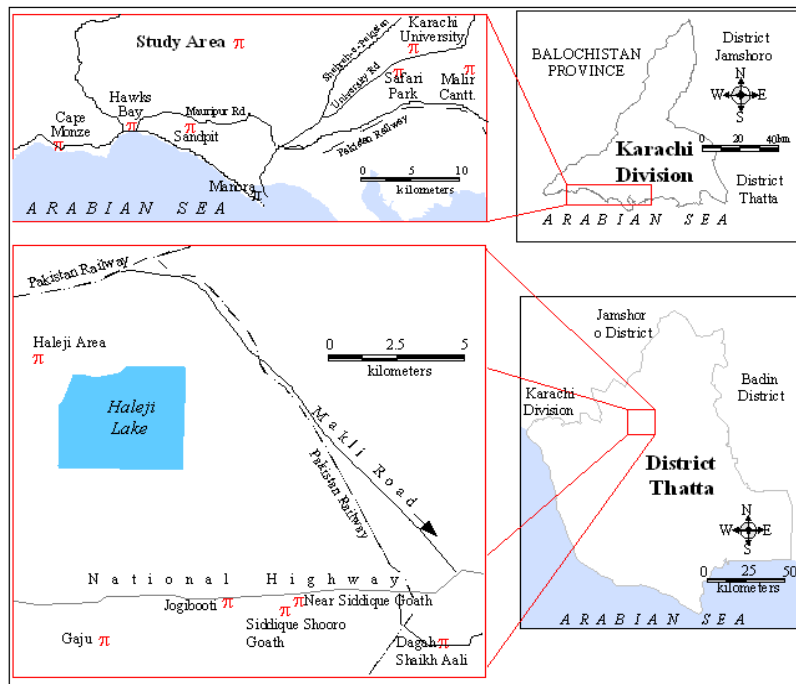 Study Area π
Shahrah-e-Pakistan
University Rd
Karachi
University
π
Safari
Park
π
Malir
Cantt.
π
Cape
Monze
π
Hawks
Bay
π
Mauripur Rd
π
Sandpit
Pakistan Railway
Manora
π
0 5 10
kilometers
ARABIAN SEA
BALOCHISTAN
PROVINCE
District
Jamshoro
N
W E
S
0 20 40km
Karachi
Division
District
Thatta
ARABIAN SEA
Pakistan Railway
Haleji Area
π
Haleji
Lake
0 2.5 5
kilometers
Makli Road
Pakistan Railway
National Highway
Jogibooti π
π Near Siddique Goath
π
Siddique Shooro
Goath
Gaju π
Dagah π
Shaikh Aali
Jamshor
o District
Karachi
Division
Badin
District
District
Thatta
N
W E
S
0 25 50
kilometers
ARABIAN SEA